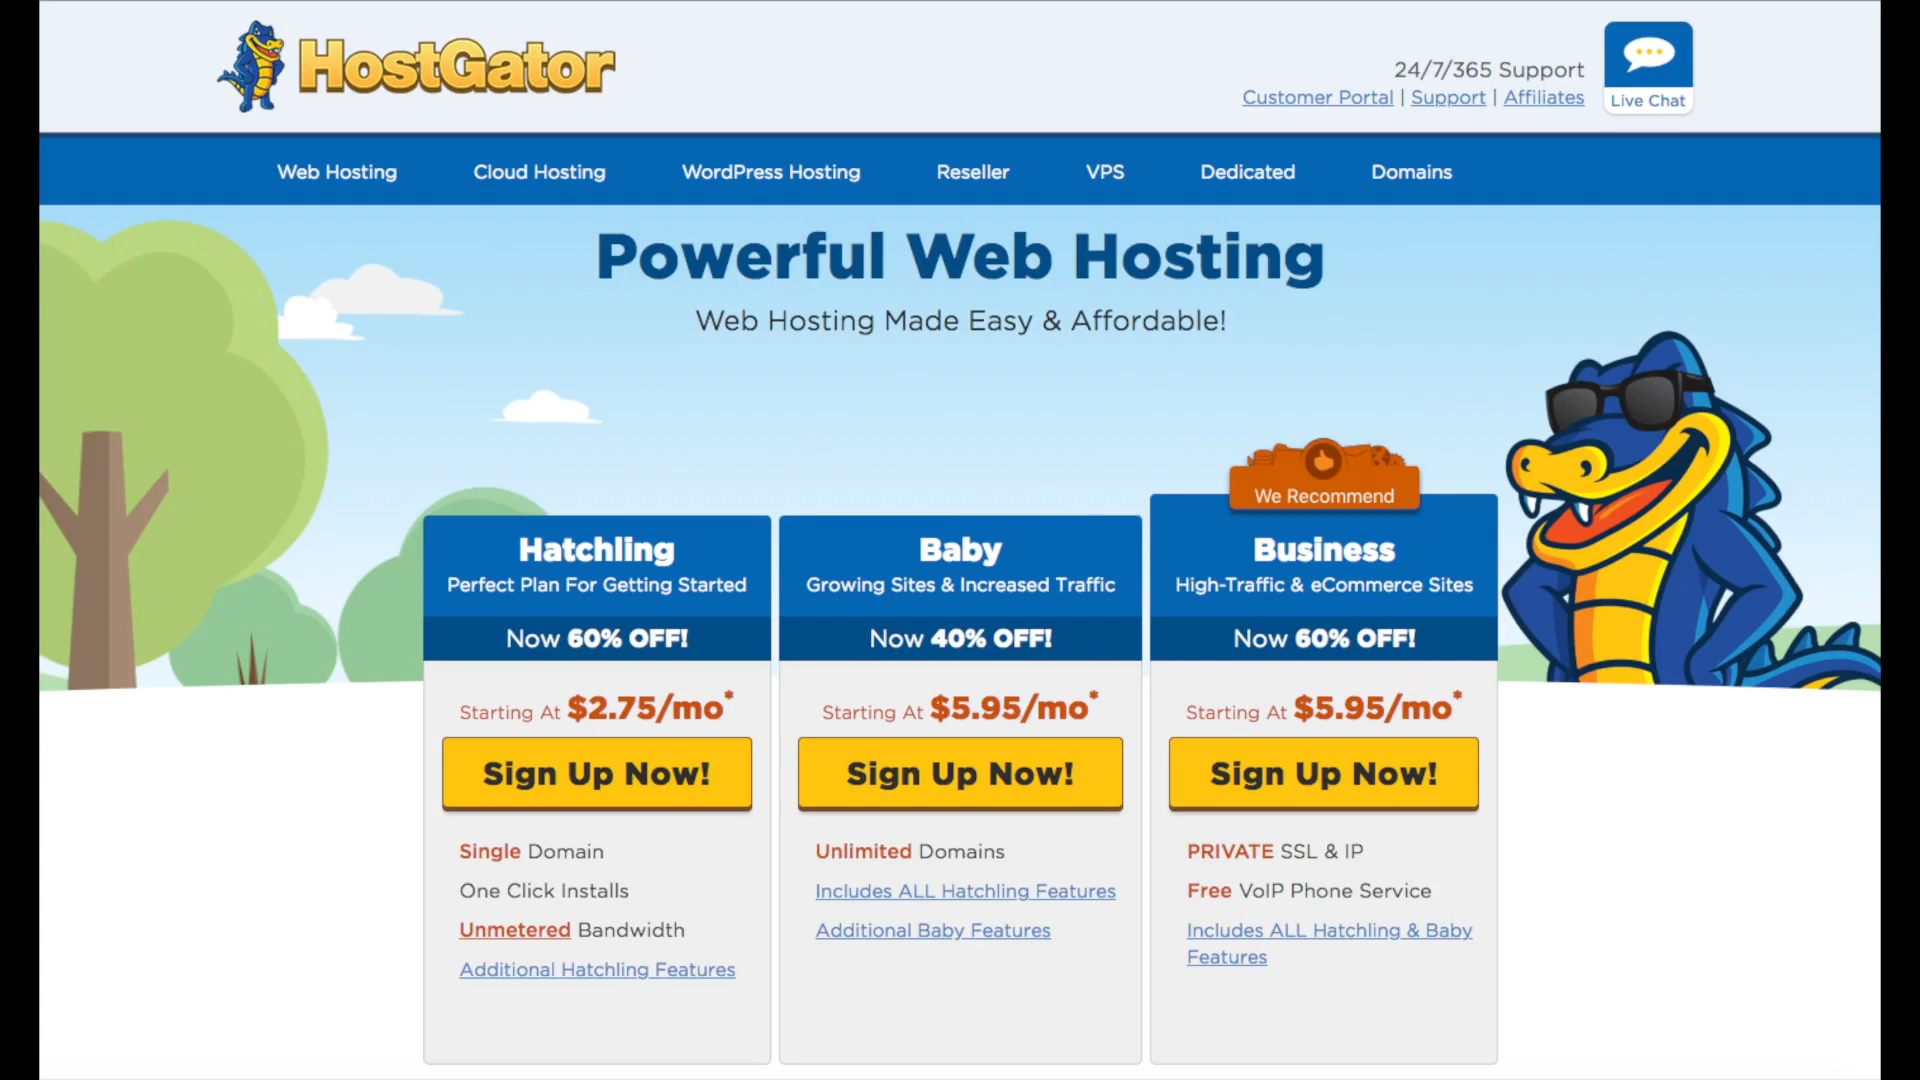 HostGator
24/7/365 Support
Customer Portal | Support | Affiliates
Live Chat
Web Hosting Cloud Hosting WordPress Hosting Reseller VPS Dedicated Domains
Powerful Web Hosting
Web Hosting Made Easy & Affordable!
Hatchling
Perfect Plan For Getting Started
Now 60% OFF!
Starting At $2.75/mo*
Sign Up Now!
Single Domain
One Click Installs
Unmetered Bandwidth
Additional Hatchling Features
Baby
Growing Sites & Increased Traffic
Now 40% OFF!
Starting At $5.95/mo*
Sign Up Now!
Unlimited Domains
Includes ALL Hatchling Features
Additional Baby Features
We Recommend
Business
High-Traffic & eCommerce Sites
Now 60% OFF!
Starting At $5.95/mo*
Sign Up Now!
PRIVATE SSL & IP
Free VoIP Phone Service
Includes ALL Hatchling & Baby
Features